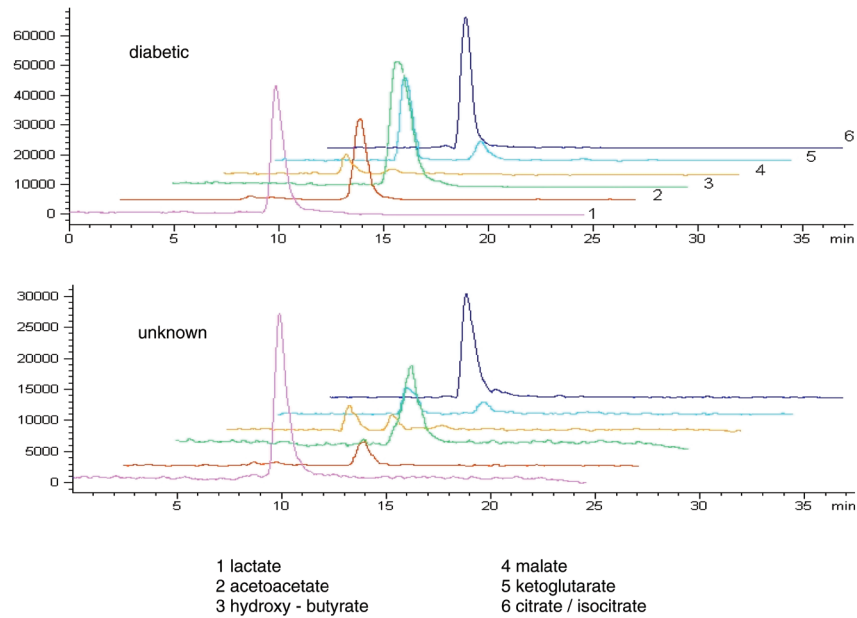 60000
diabetic
50000
6
40000
30000
5
20000
4
3
10000
2
1
0
0 5 10 15 20 25 30 35 min
30000
unknown
25000
20000
15000
10000
5000
0
5 10 15 20 25 30 35 min
1 lactate
2 acetoacetate
3 hydroxy - butyrate
4 malate
5 ketoglutarate
6 citrate / isocitrate